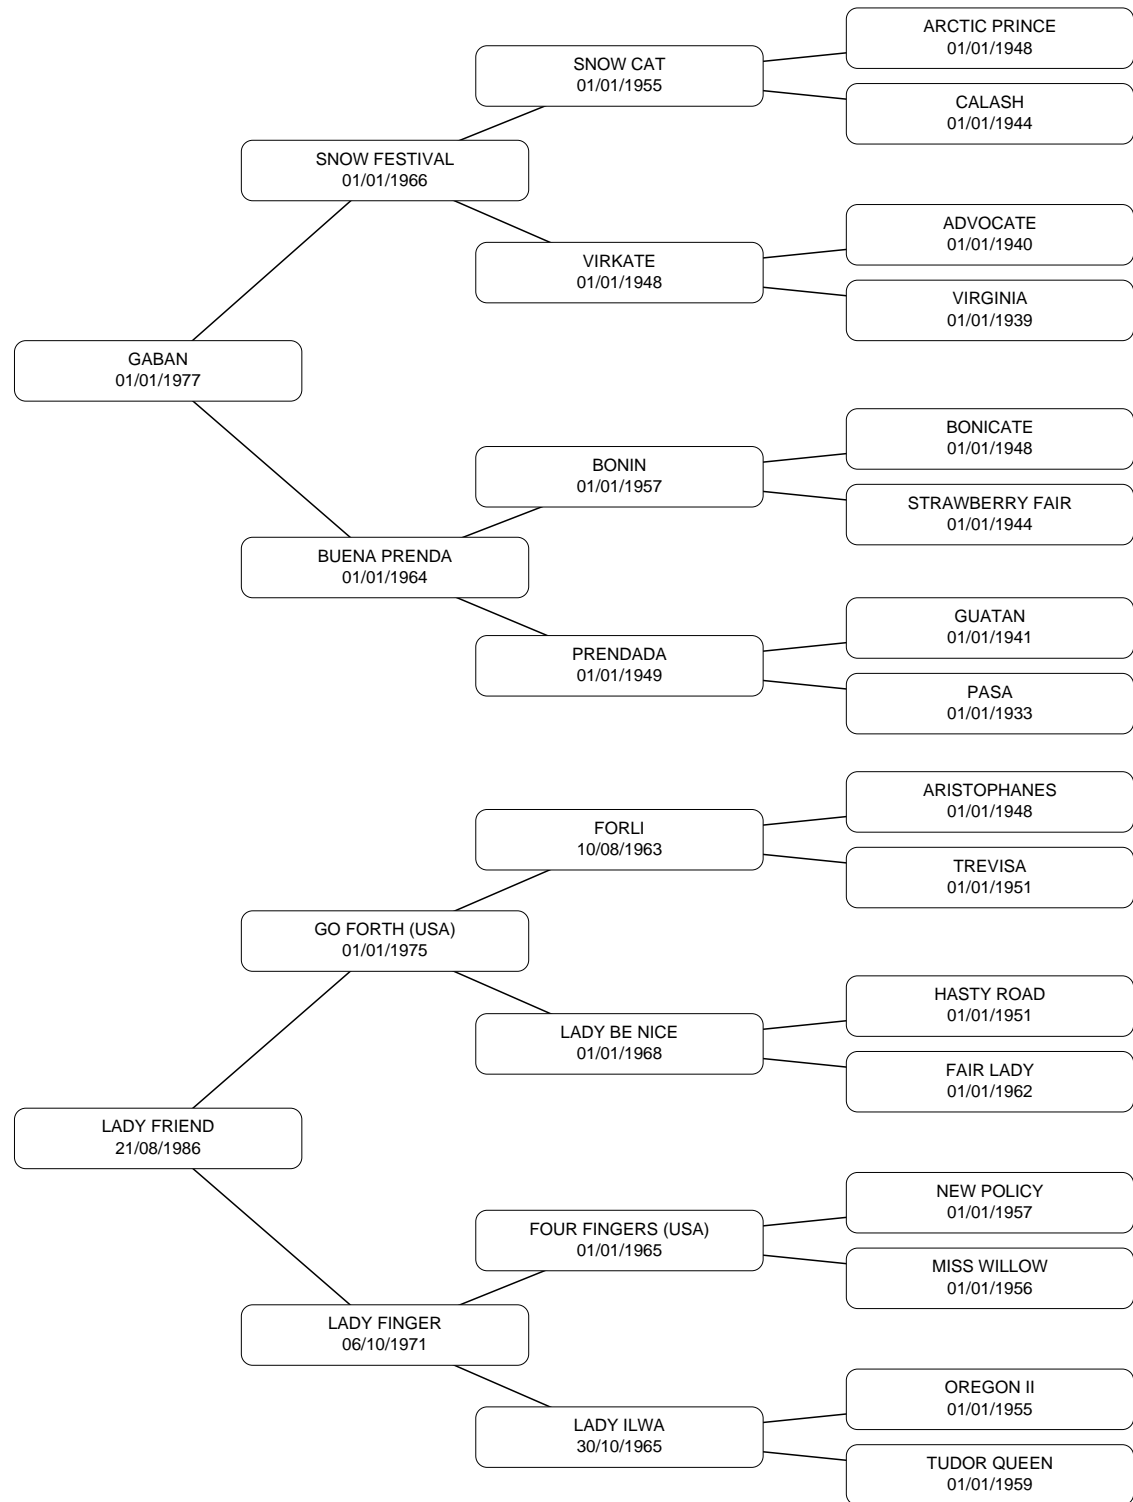 ARCTIC PRINCE
01/01/1948
SNOW CAT
01/01/1955
CALASH
01/01/1944
SNOW FESTIVAL
01/01/1966
ADVOCATE
01/01/1940
VIRKATE
01/01/1948
VIRGINIA
01/01/1939
GABAN
01/01/1977
BONICATE
01/01/1948
BONIN
01/01/1957
STRAWBERRY FAIR
01/01/1944
BUENA PRENDA
01/01/1964
GUATAN
01/01/1941
PRENDADA
01/01/1949
PASA
01/01/1933
ARISTOPHANES
01/01/1948
FORLI
10/08/1963
TREVISA
01/01/1951
GO FORTH (USA)
01/01/1975
HASTY ROAD
01/01/1951
LADY BE NICE
01/01/1968
FAIR LADY
01/01/1962
LADY FRIEND
21/08/1986
NEW POLICY
01/01/1957
FOUR FINGERS (USA)
01/01/1965
MISS WILLOW
01/01/1956
LADY FINGER
06/10/1971
OREGON II
01/01/1955
LADY ILWA
30/10/1965
TUDOR QUEEN
01/01/1959